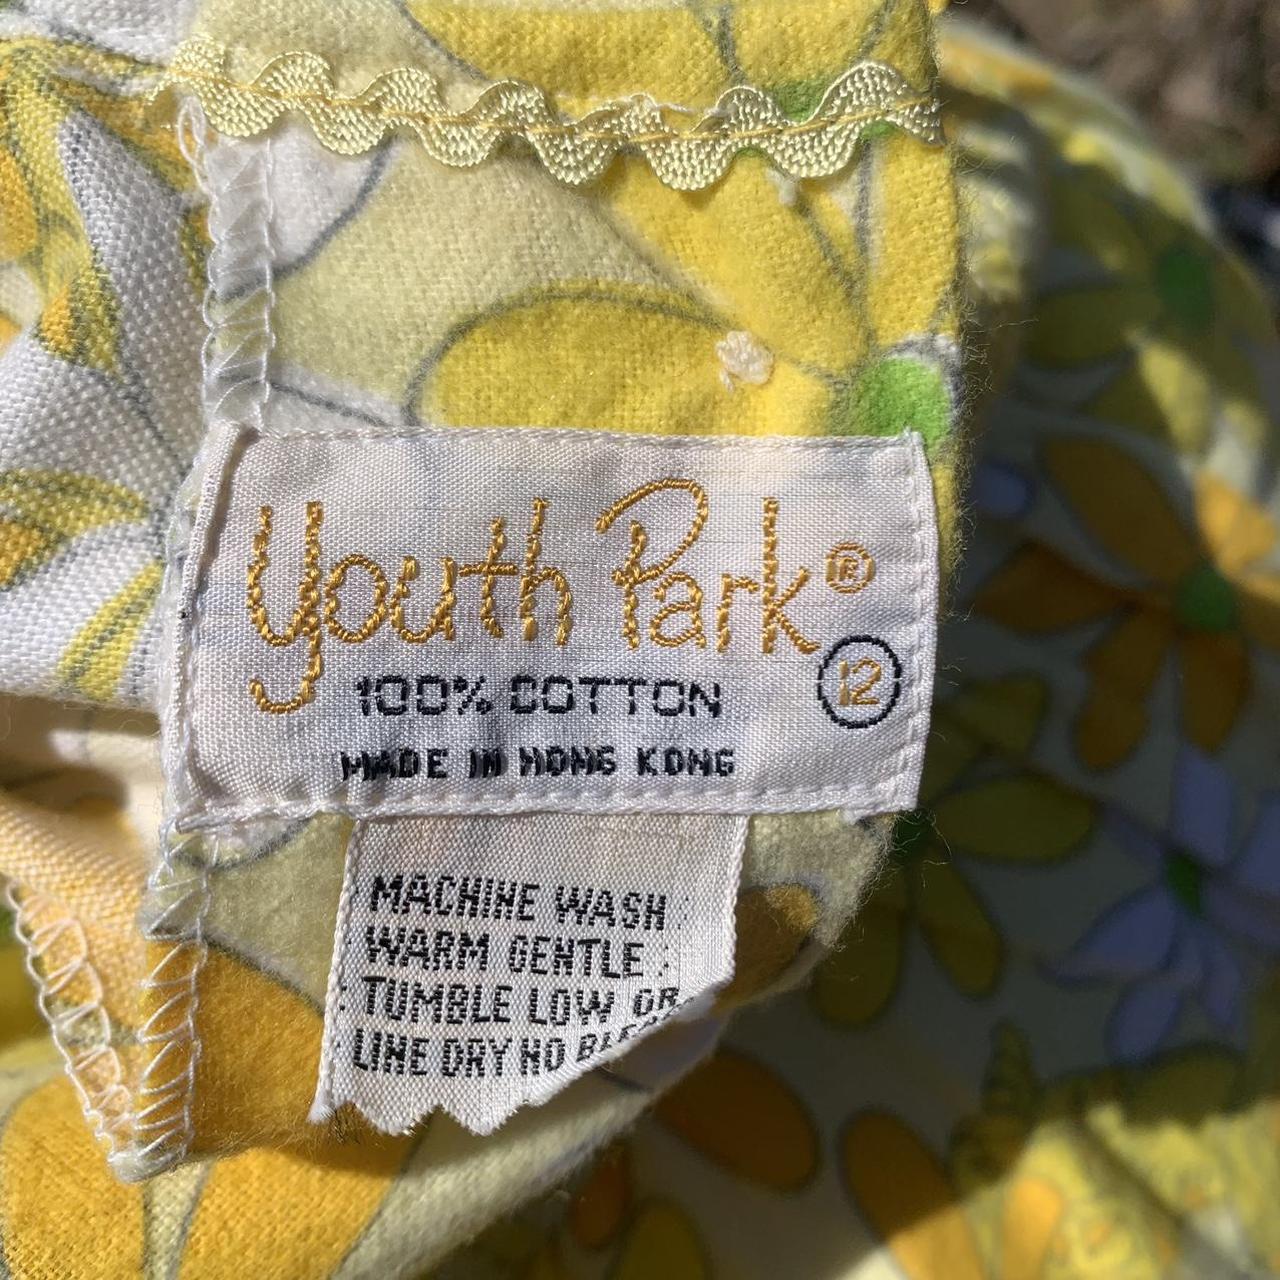 Youth Park®
100% COTTON
12
MADE IN HONG KONG
MACHINE WASH
WARM GENTLE
TUMBLE LOW OR
LINE DRY NO